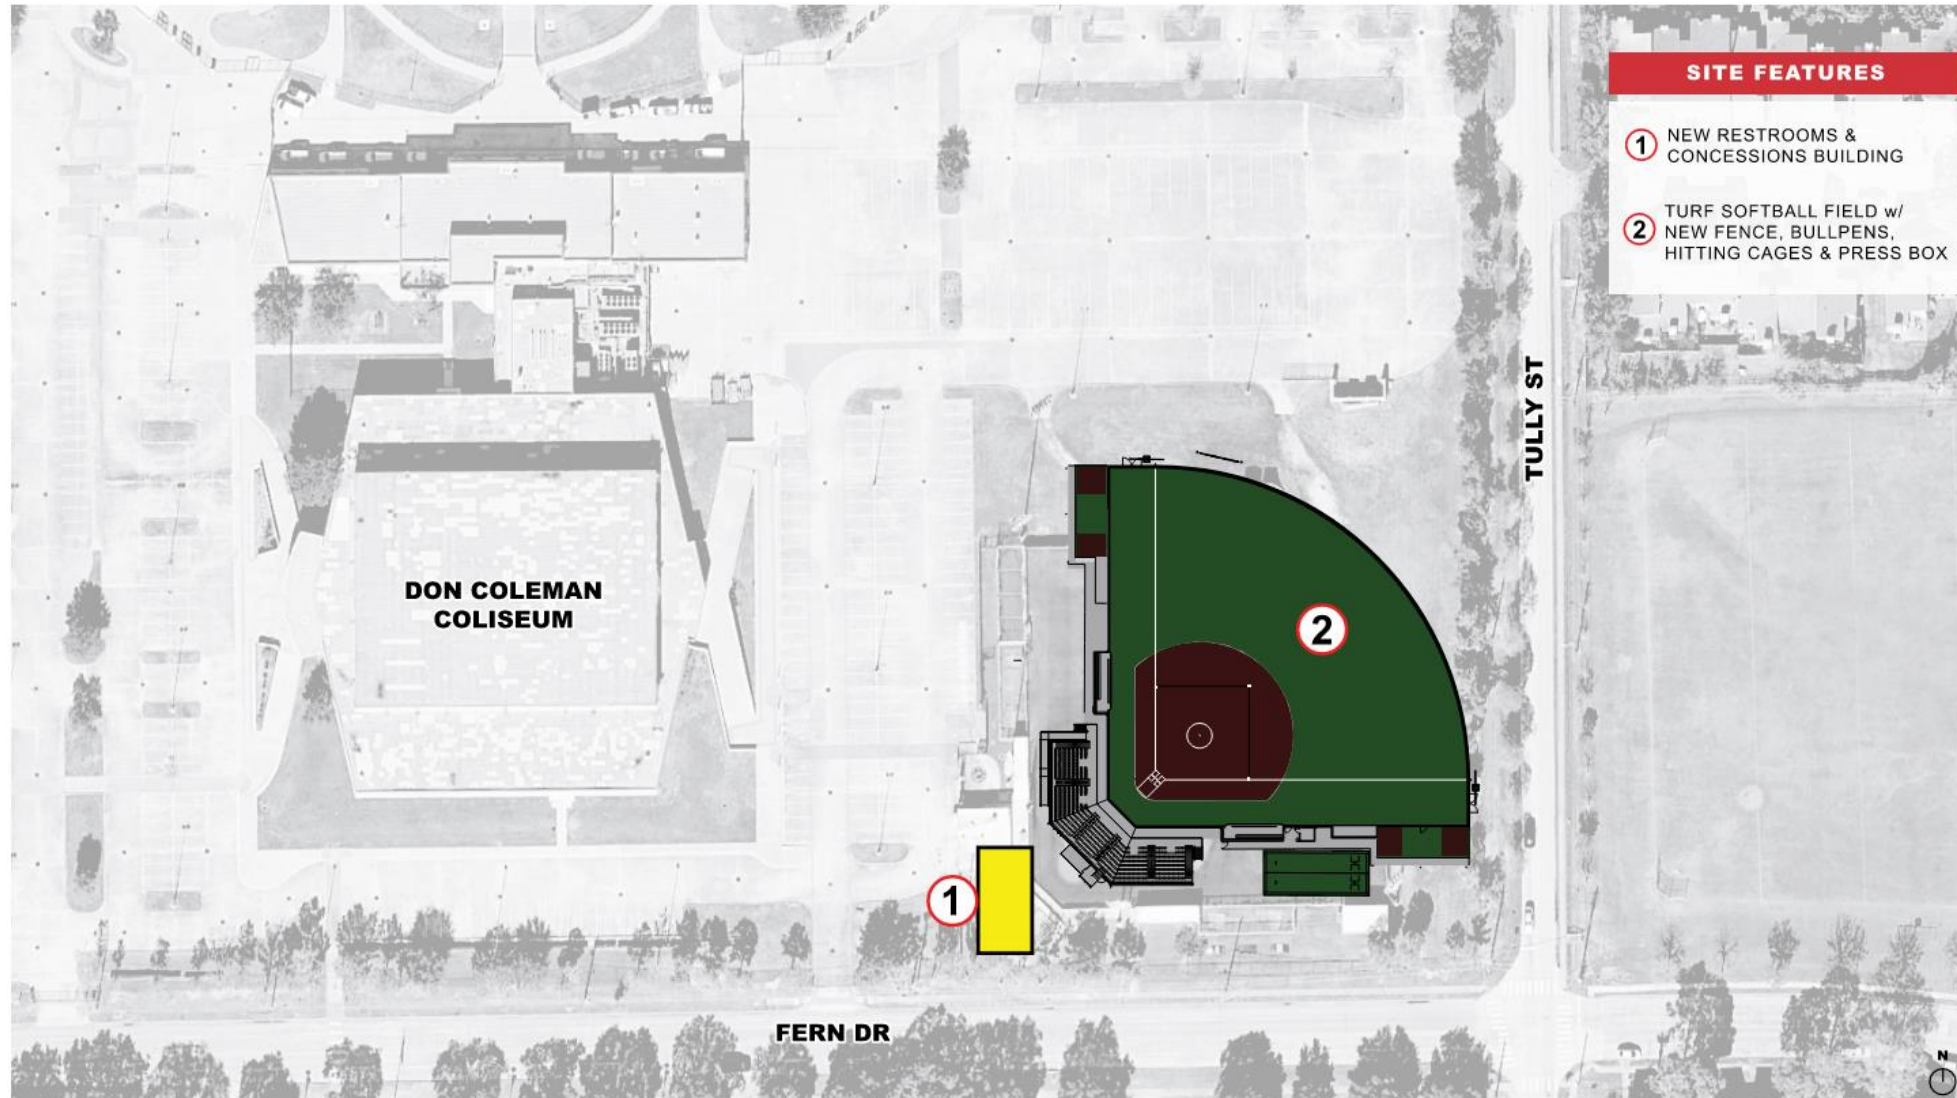 SITE FEATURES
1 NEW RESTROOMS &
CONCESSIONS BUILDING
2 TURF SOFTBALL FIELD w/
NEW FENCE, BULLPENS,
HITTING CAGES & PRESS BOX
TULLY ST
DON COLEMAN
COLISEUM
2
1
FERN DR
N